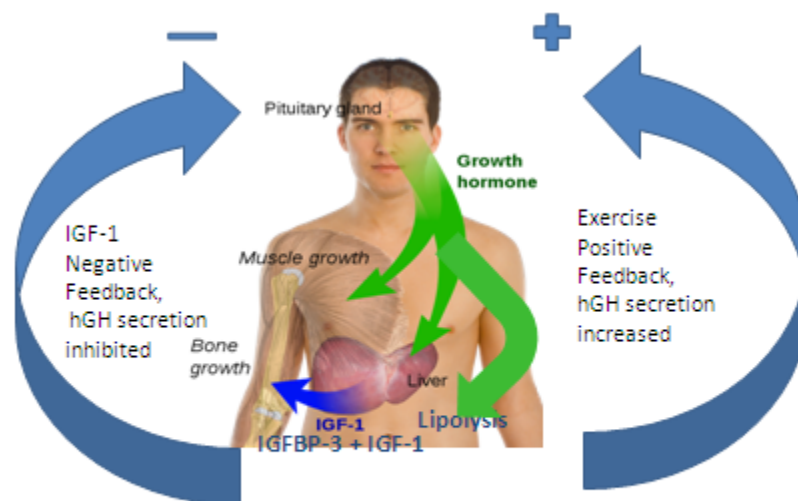 −
+
Pituitary gland
Growth
hormone
IGF-1
Negative
Feedback,
hGH secretion
inhibited
Muscle growth
Bone
growth
Exercise
Positive
Feedback,
hGH secretion
increased
Liver
IGF-1
IGFBP-3 + IGF-1
Lipolysis